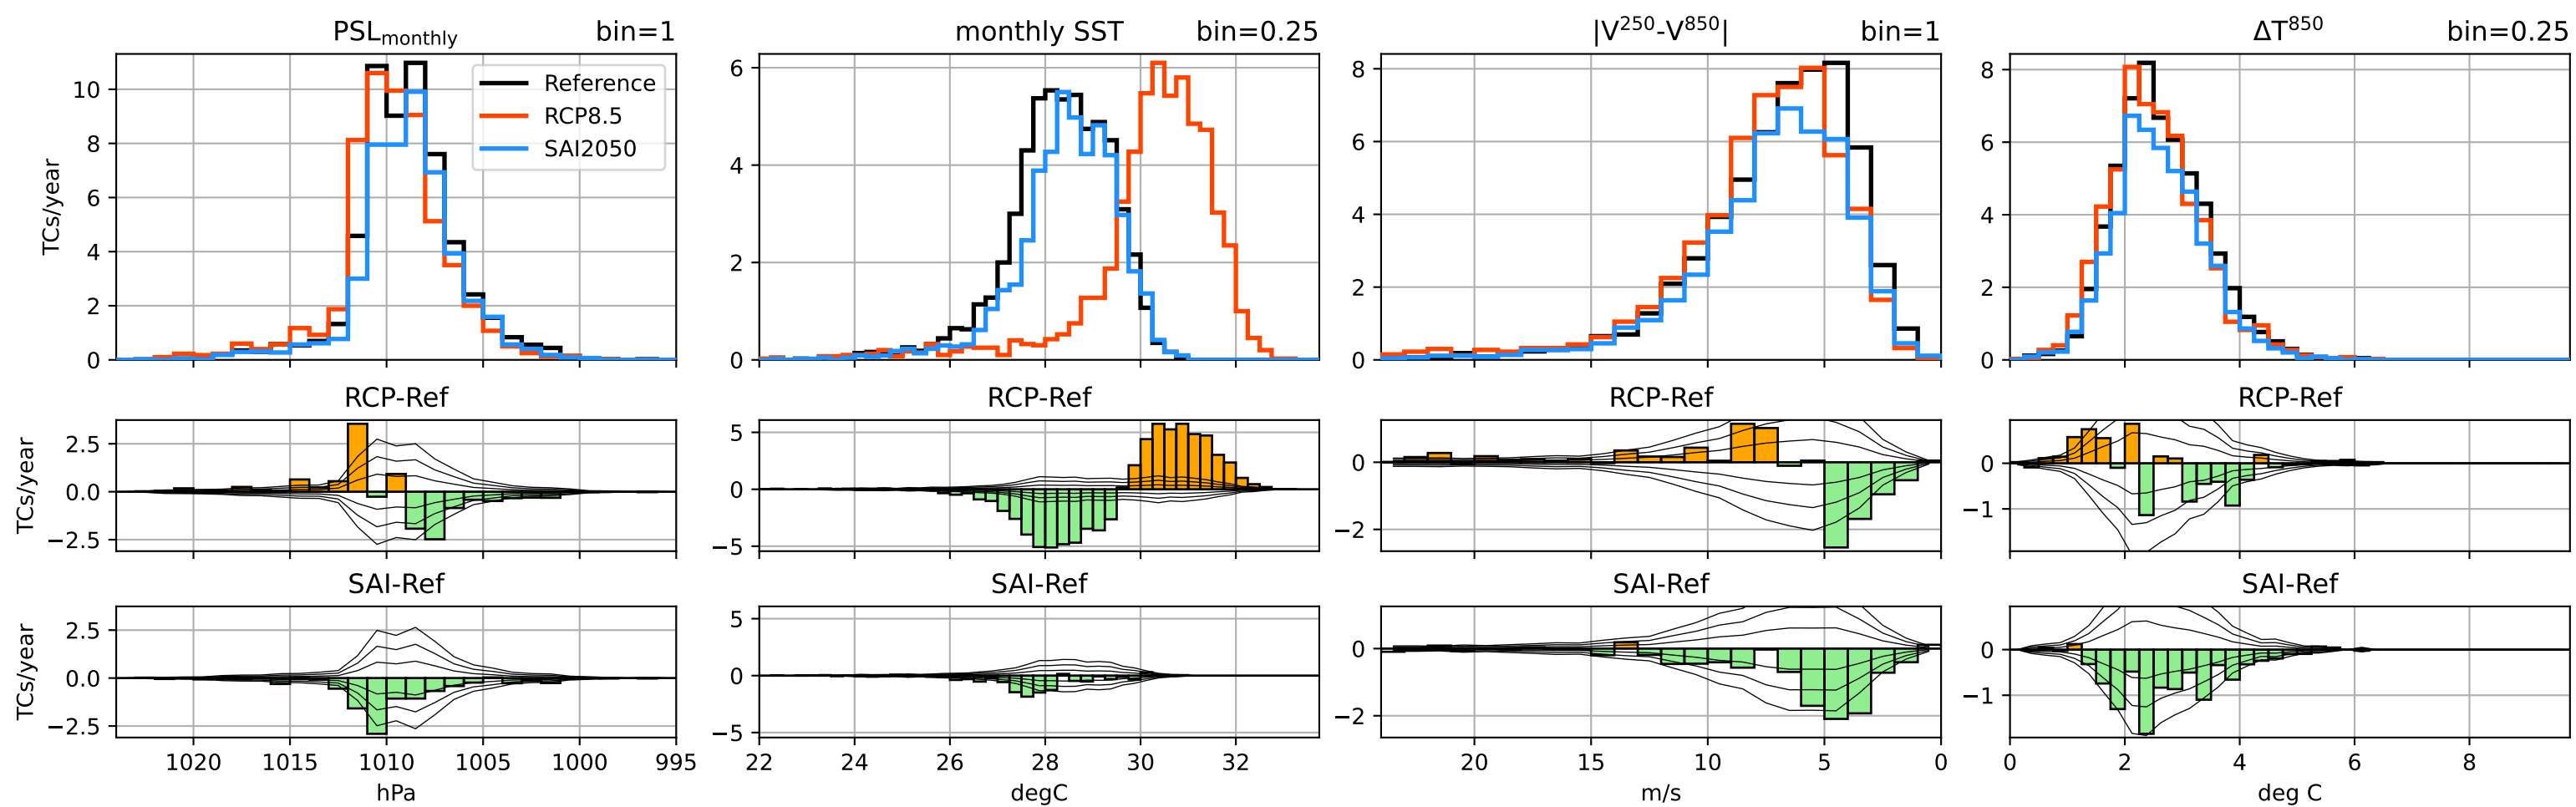 PSLmonthly bin=1
monthly SST bin=0.25
|V250-V850| bin=1
ΔT850 bin=0.25
TCs/year
10
8
6
4
2
0
Reference
RCP8.5
SAI2050
6
4
2
0
8
6
4
2
0
8
6
4
2
0
RCP-Ref
RCP-Ref
RCP-Ref
RCP-Ref
TCs/year
2.5
0.0
−2.5
5
0
−5
0
−2
0
−1
SAI-Ref
SAI-Ref
SAI-Ref
SAI-Ref
TCs/year
2.5
0.0
−2.5
5
0
−5
0
−2
0
−1
1020 1015 1010 1005 1000 995
22 24 26 28 30 32
20 15 10 5 0
0 2 4 6 8
hPa
degC
m/s
deg C